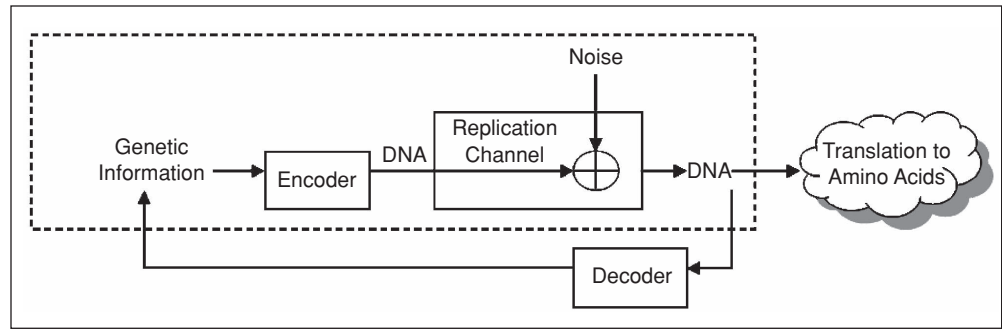 Noise
Replication
Channel
Genetic
Information
Encoder
DNA
DNA
Translation to
Amino Acids
Decoder